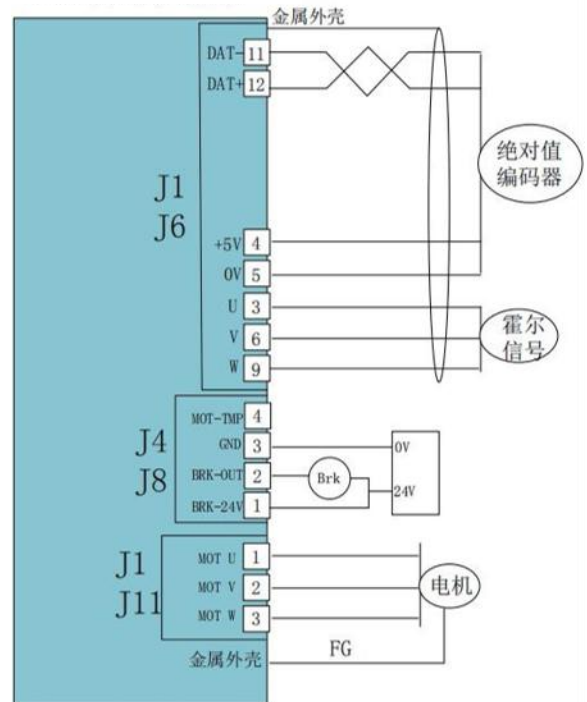 金属外壳
DAT- 11
DAT+ 12
绝对值
编码器
J1
J6
+5V 4
0V 5
U 3
V 6
W 9
霍尔
信号
J4
J8
MOT-TMP 4
GND 3
BRK-OUT 2
BRK-24V 1
Brk
0V
24V
J1
J11
MOT U 1
MOT V 2
MOT W 3
电机
金属外壳
FG